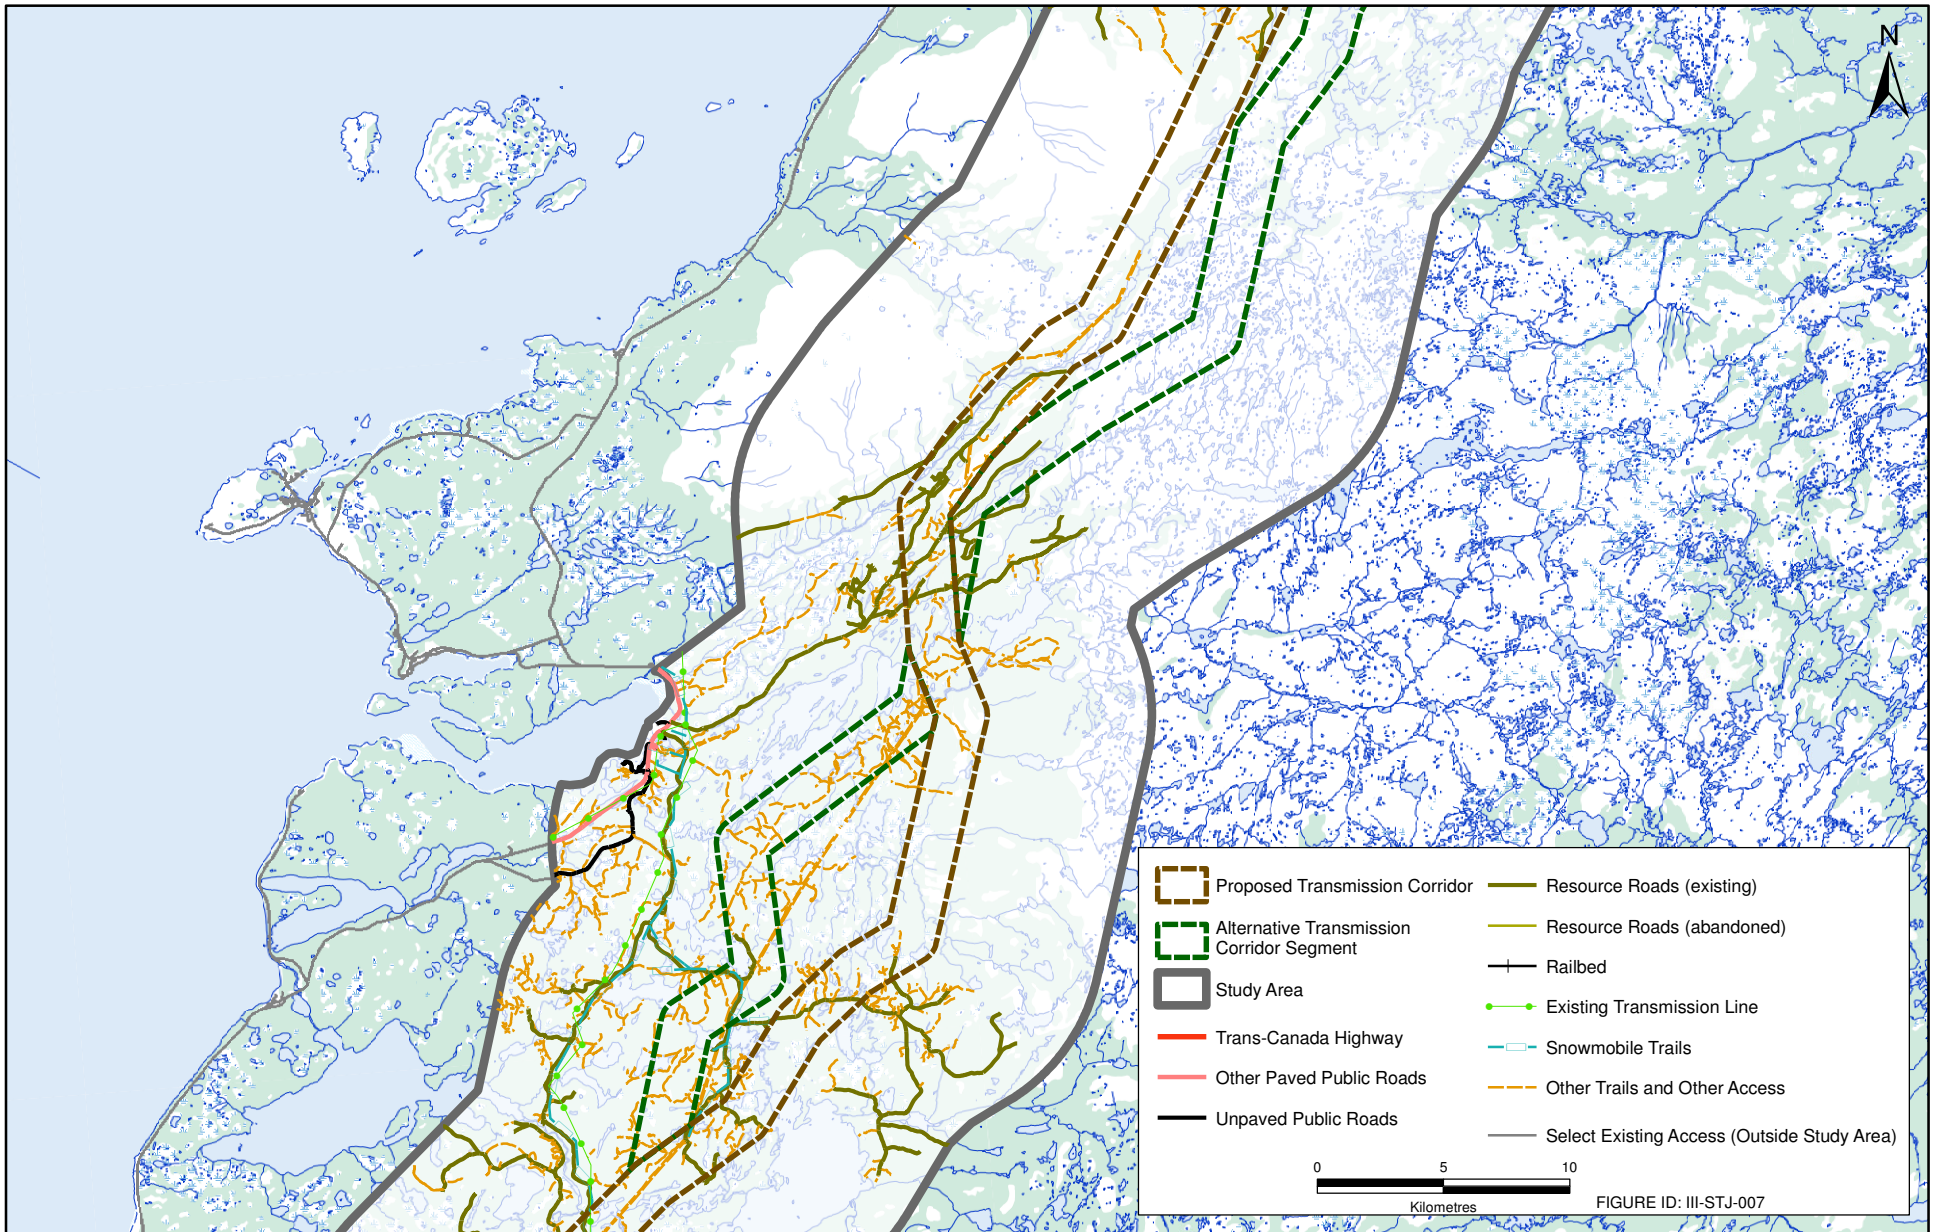 N
Proposed Transmission Corridor
Alternative Transmission
Corridor Segment
Study Area
Trans-Canada Highway
Other Paved Public Roads
Unpaved Public Roads
Resource Roads (existing)
Resource Roads (abandoned)
Railbed
Existing Transmission Line
Snowmobile Trails
Other Trails and Other Access
Select Existing Access (Outside Study Area)
0 5 10
Kilometres
FIGURE ID: III-STJ-007